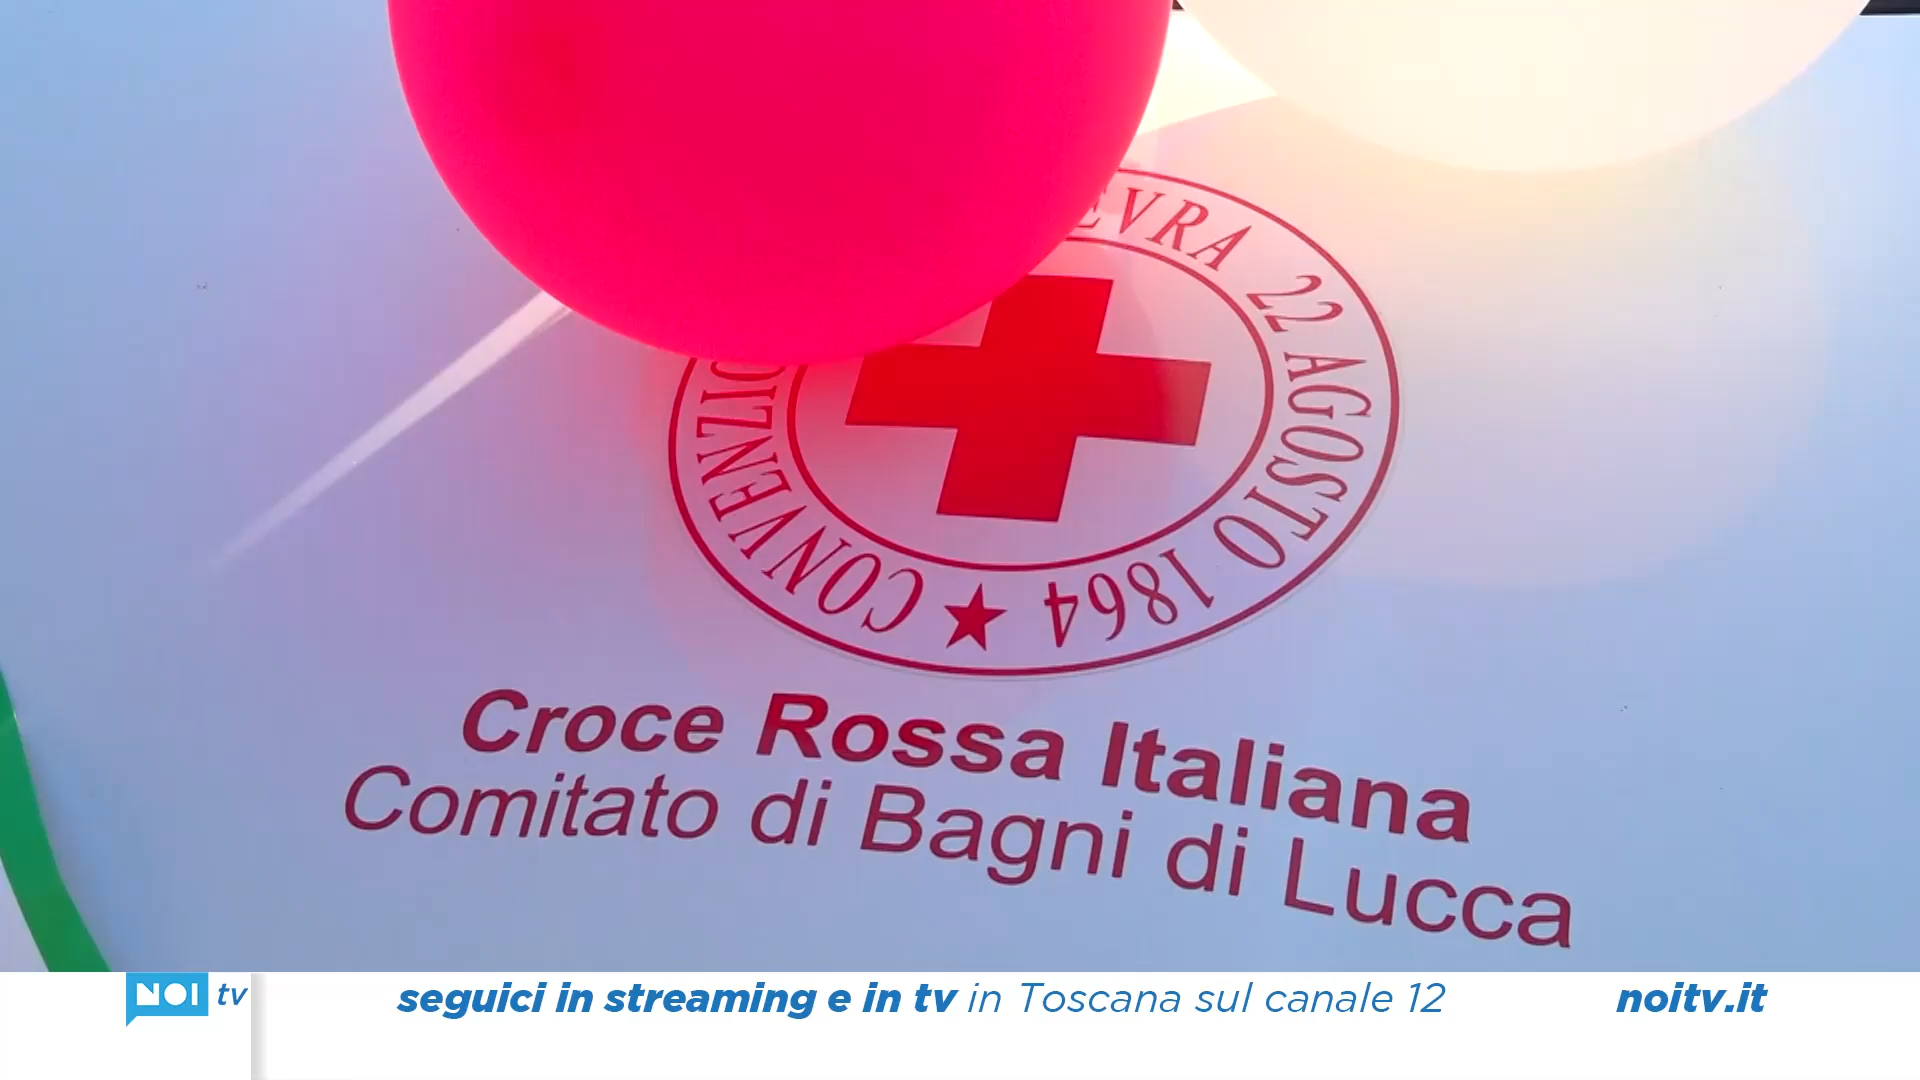 EVRA 22 AGOSTO 1864 ★ CONVENZIO
Croce Rossa Italiana
Comitato di Bagni di Lucca
NOI tv
seguici in streaming e in tv in Toscana sul canale 12
noitv.it